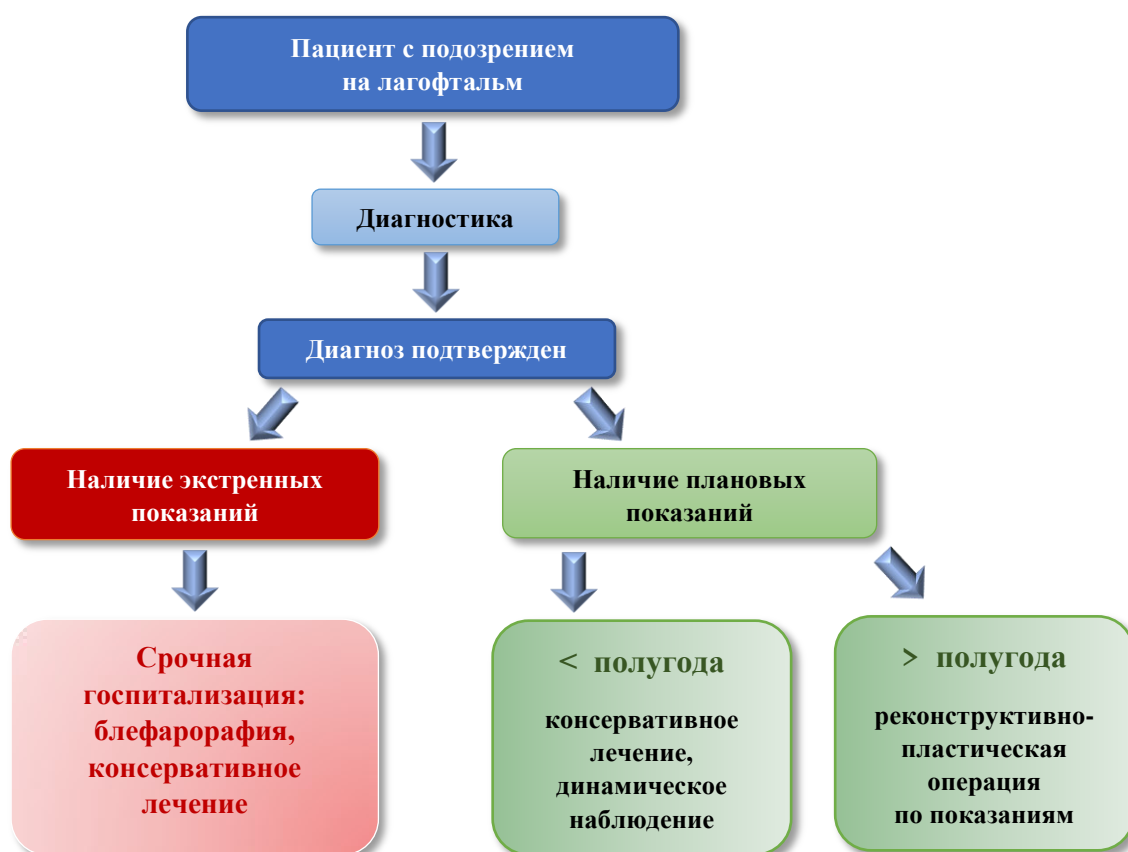 Пациент с подозрением
на лагофтальм
Диагностика
Диагноз подтвержден
Наличие экстренных
показаний
Наличие плановых
показаний
Срочная
госпитализация:
блефарорафия,
консервативное
лечение
< полугода
консервативное
лечение,
динамическое
наблюдение
> полугода
реконструктивно-
пластическая
операция
по показаниям